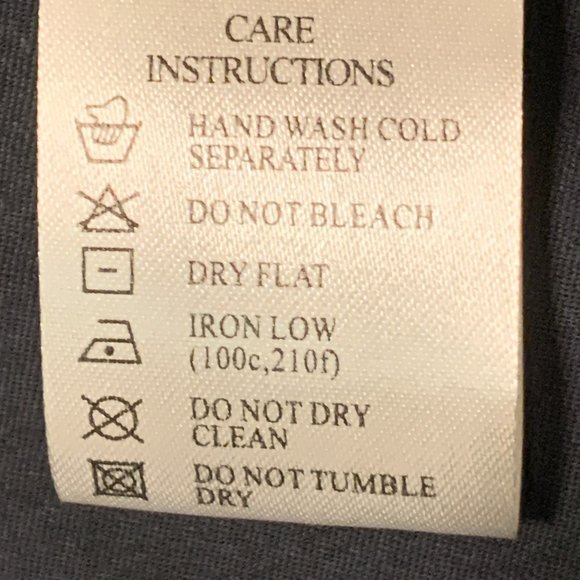 CARE
INSTRUCTIONS
HAND WASH COLD
SEPARATELY
DO NOT BLEACH
DRY FLAT
IRON LOW
(100c,210f)
DO NOT DRY
CLEAN
DO NOT TUMBLE
DRY